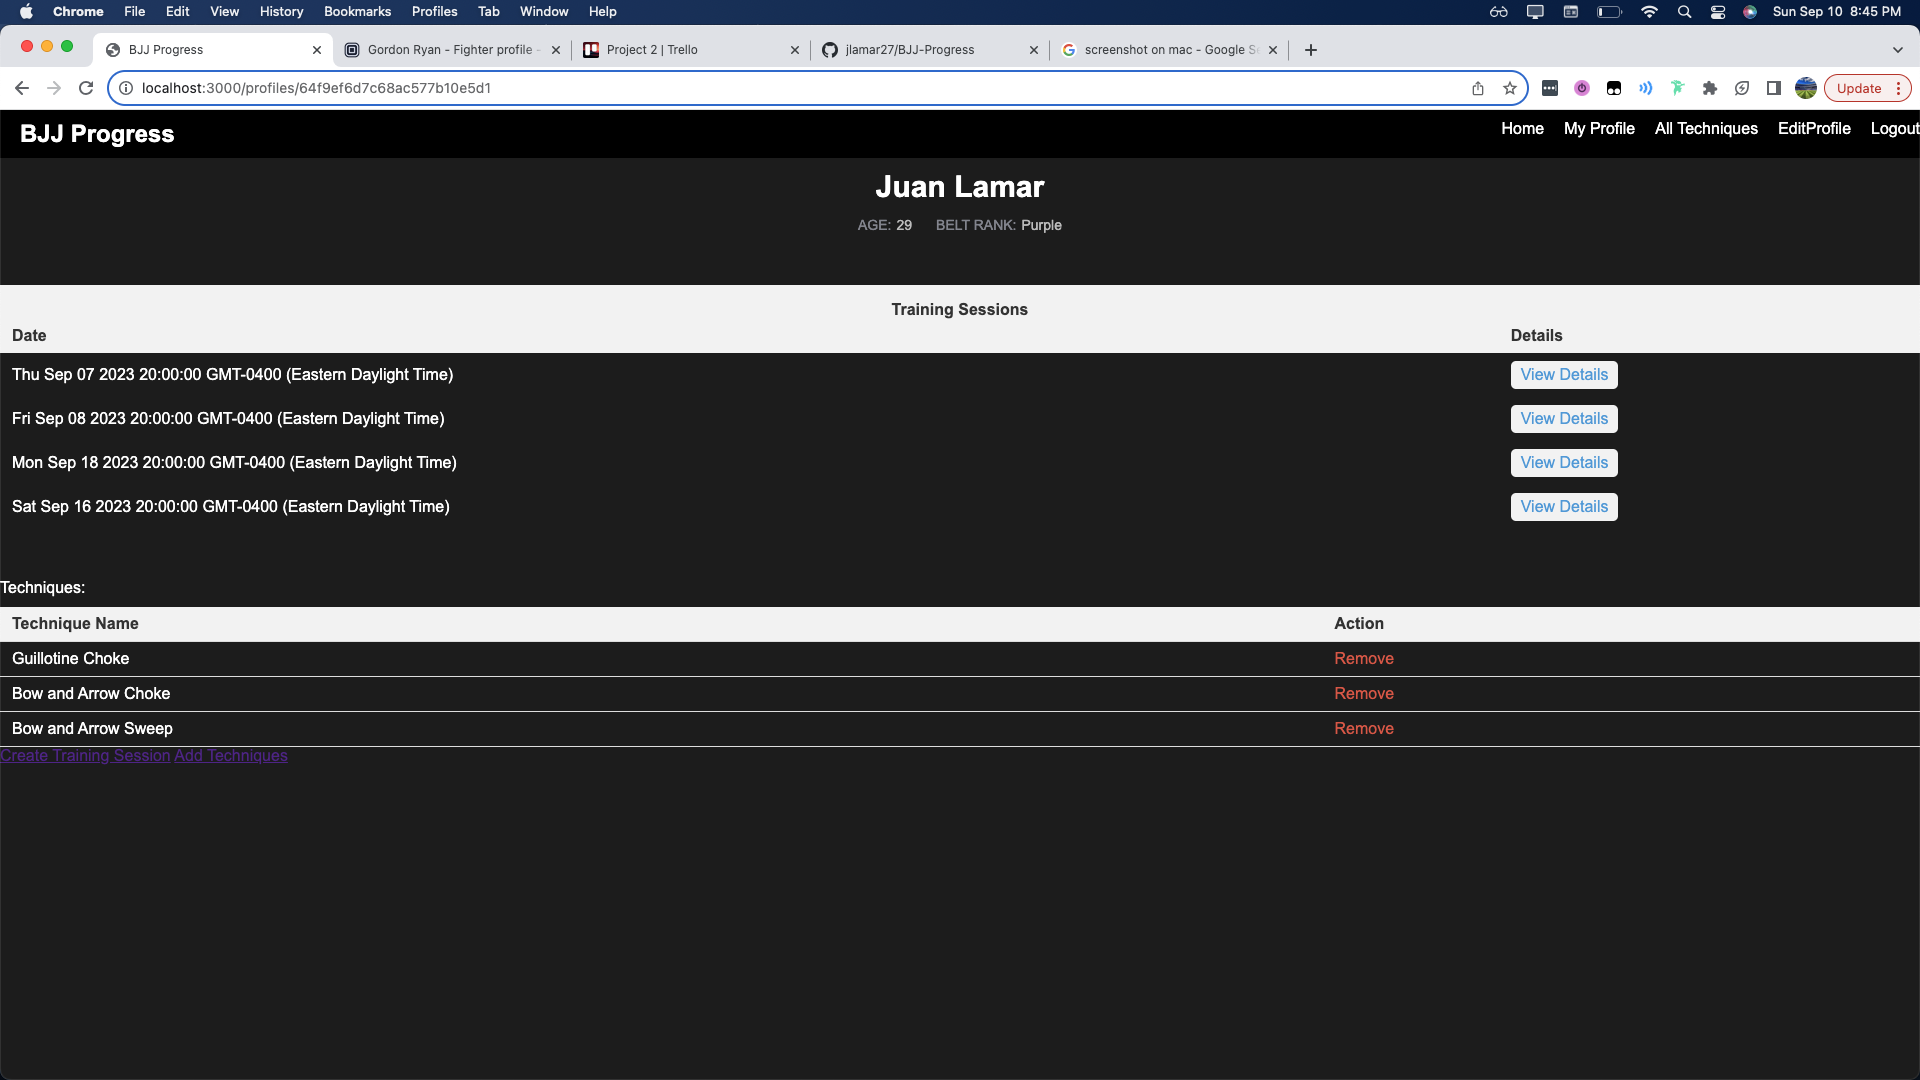 Chrome File Edit View History Bookmarks Profiles Tab Window Help Sun Sep 10 8:45 PM
BJJ Progress Gordon Ryan - Fighter profile - Project 2 | Trello jlamar27/BJJ-Progress screenshot on mac - Google S
localhost:3000/profiles/64f9ef6d7c68ac577b10e5d1 Update
BJJ Progress Home My Profile All Techniques EditProfile Logout
Juan Lamar
AGE: 29 BELT RANK: Purple
Training Sessions
Date Details
Thu Sep 07 2023 20:00:00 GMT-0400 (Eastern Daylight Time) View Details
Fri Sep 08 2023 20:00:00 GMT-0400 (Eastern Daylight Time) View Details
Mon Sep 18 2023 20:00:00 GMT-0400 (Eastern Daylight Time) View Details
Sat Sep 16 2023 20:00:00 GMT-0400 (Eastern Daylight Time) View Details
Techniques:
Technique Name Action
Guillotine Choke Remove
Bow and Arrow Choke Remove
Bow and Arrow Sweep Remove
Create Training Session Add Techniques